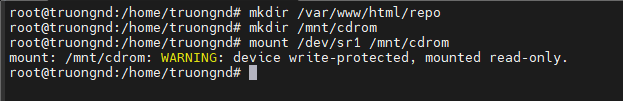 root@truongnd:/home/truongnd# mkdir /var/www/html/repo
root@truongnd:/home/truongnd# mkdir /mnt/cdrom
root@truongnd:/home/truongnd# mount /dev/sr1 /mnt/cdrom
mount: /mnt/cdrom: WARNING: device write-protected, mounted read-only.
root@truongnd:/home/truongnd#